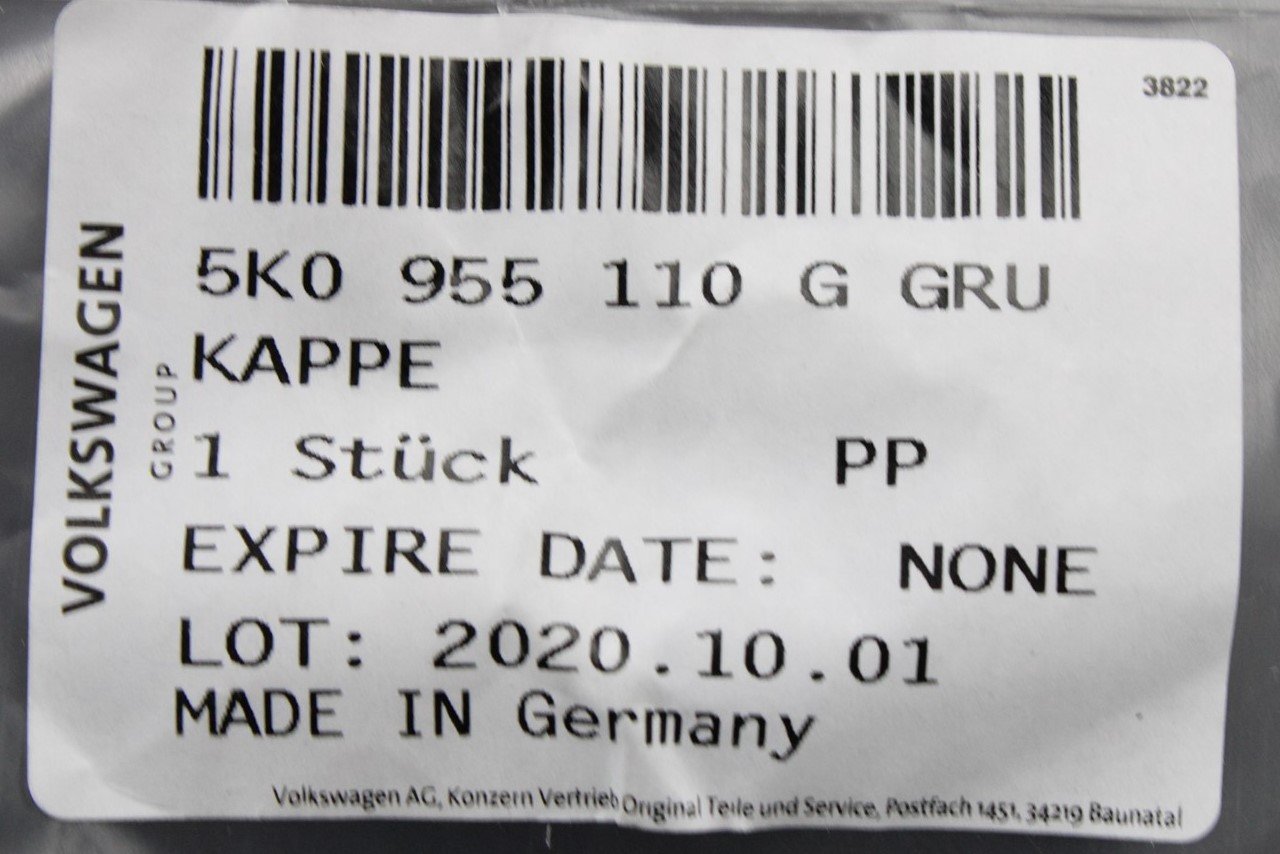 3822
5K0 955 110 G GRU
KAPPE
1 Stück PP
EXPIRE DATE: NONE
LOT: 2020.10.01
MADE IN Germany
VOLKSWAGEN
GROUP
Volkswagen AG, Konzern Vertrieb Original Teile und Service, Postfach 1451, 34219 Baunatal